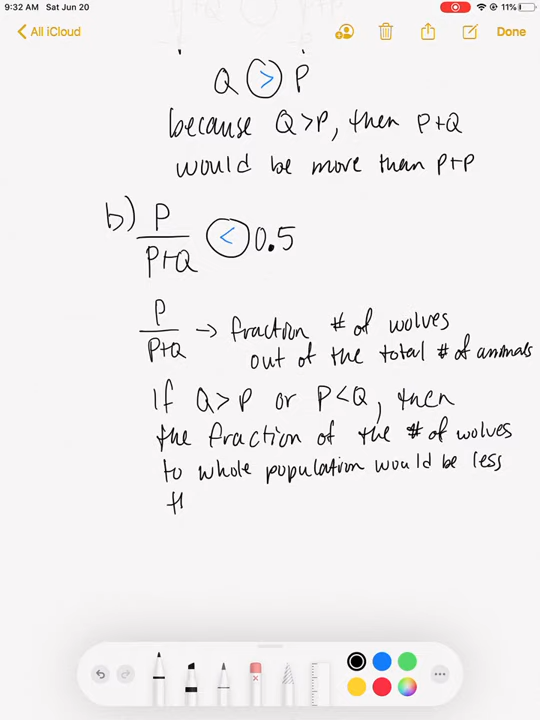 9:32 AM Sat Jun 20 11%
All iCloud Done
Q > P
because Q>P, then P+Q
would be more than P+P
b) P
P+Q < 0.5
P
P+Q → fraction # of wolves
out of the total # of animals
If Q>P or P<Q, then
the fraction of the # of wolves
to whole population would be less
th